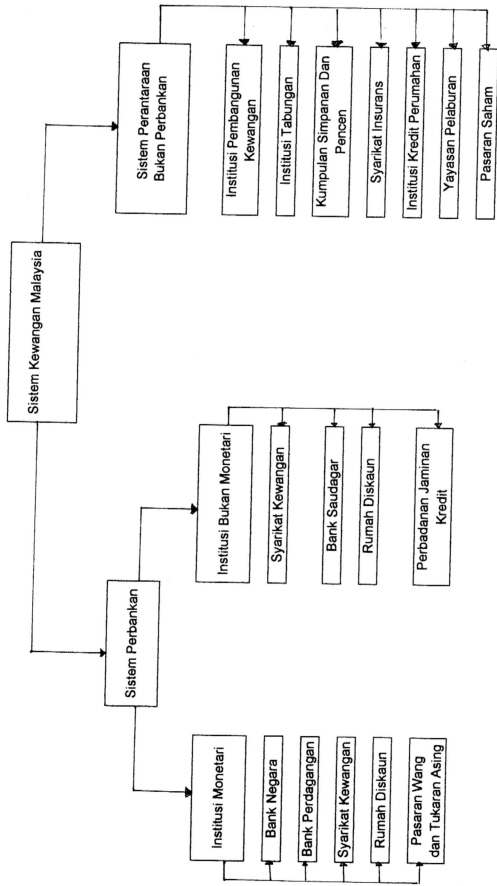 Sistem Kewangan Malaysia
Sistem Perbankan
Institusi Monetari
Bank Negara
Bank Perdagangan
Syarikat Kewangan
Rumah Diskaun
Pasaran Wang
dan Tukaran Asing
Institusi Bukan Monetari
Syarikat Kewangan
Bank Saudagar
Rumah Diskaun
Perbadanan Jaminan
Kredit
Sistem Perantaraan
Bukan Perbankan
Institusi Pembangunan
Kewangan
Institusi Tabungan
Kumpulan Simpanan Dan
Pencen
Syarikat Insurans
Institusi Kredit Perumahan
Yayasan Pelaburan
Pasaran Saham